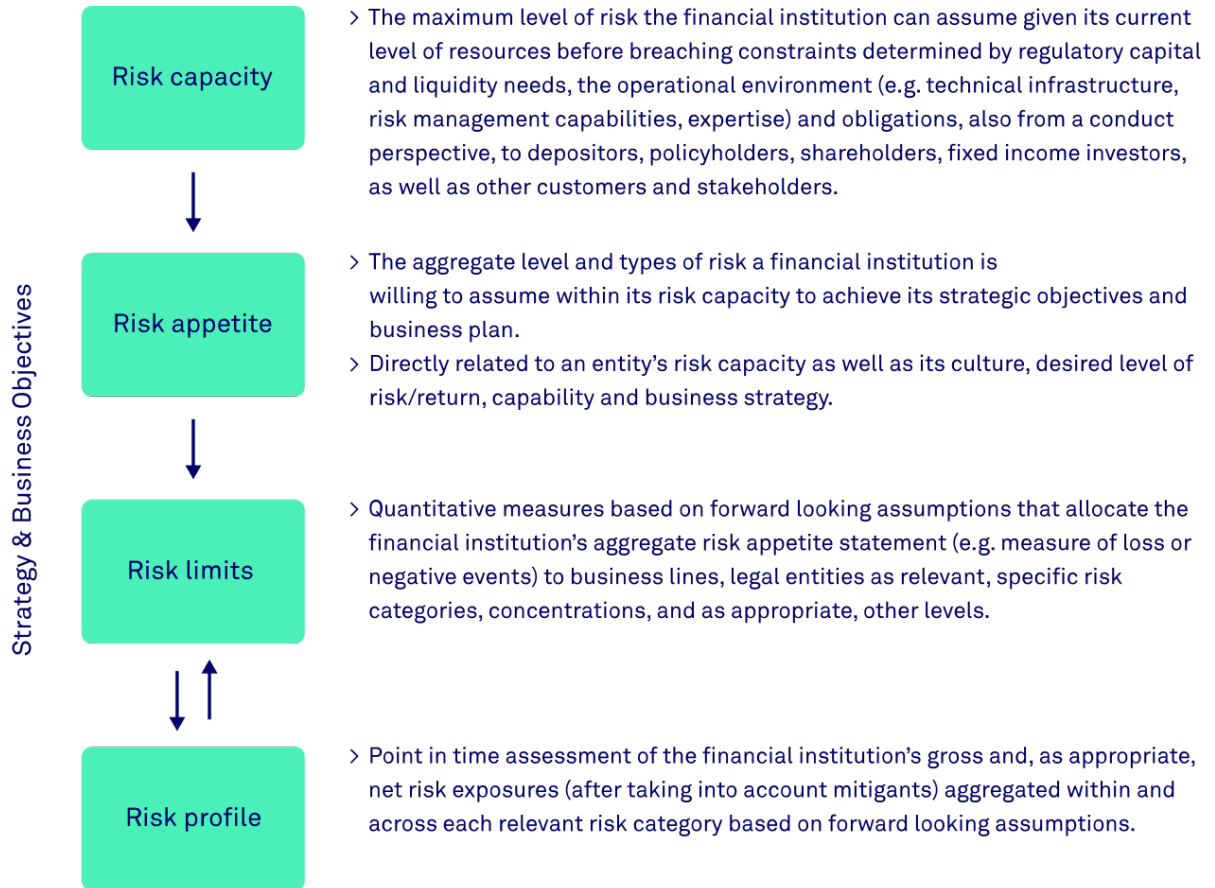 Strategy & Business Objectives
Risk capacity
> The maximum level of risk the financial institution can assume given its current
level of resources before breaching constraints determined by regulatory capital
and liquidity needs, the operational environment (e.g. technical infrastructure,
risk management capabilities, expertise) and obligations, also from a conduct
perspective, to depositors, policyholders, shareholders, fixed income investors,
as well as other customers and stakeholders.
Risk appetite
> The aggregate level and types of risk a financial institution is
willing to assume within its risk capacity to achieve its strategic objectives and
business plan.
> Directly related to an entity’s risk capacity as well as its culture, desired level of
risk/return, capability and business strategy.
Risk limits
> Quantitative measures based on forward looking assumptions that allocate the
financial institution’s aggregate risk appetite statement (e.g. measure of loss or
negative events) to business lines, legal entities as relevant, specific risk
categories, concentrations, and as appropriate, other levels.
Risk profile
> Point in time assessment of the financial institution’s gross and, as appropriate,
net risk exposures (after taking into account mitigants) aggregated within and
across each relevant risk category based on forward looking assumptions.